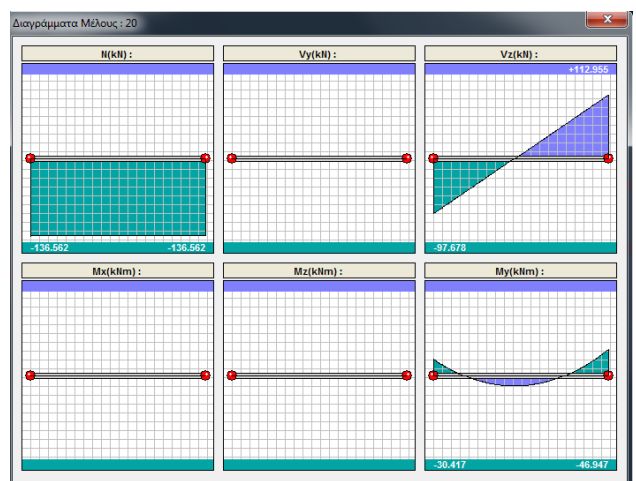 Διαγράμματα Μέλους : 20
N(kN) :
Vy(kN) :
Vz(kN) :
+112.955
-136.562 -136.562
-97.678
Mx(kNm) :
Mz(kNm) :
My(kNm) :
-30.417 -46.947